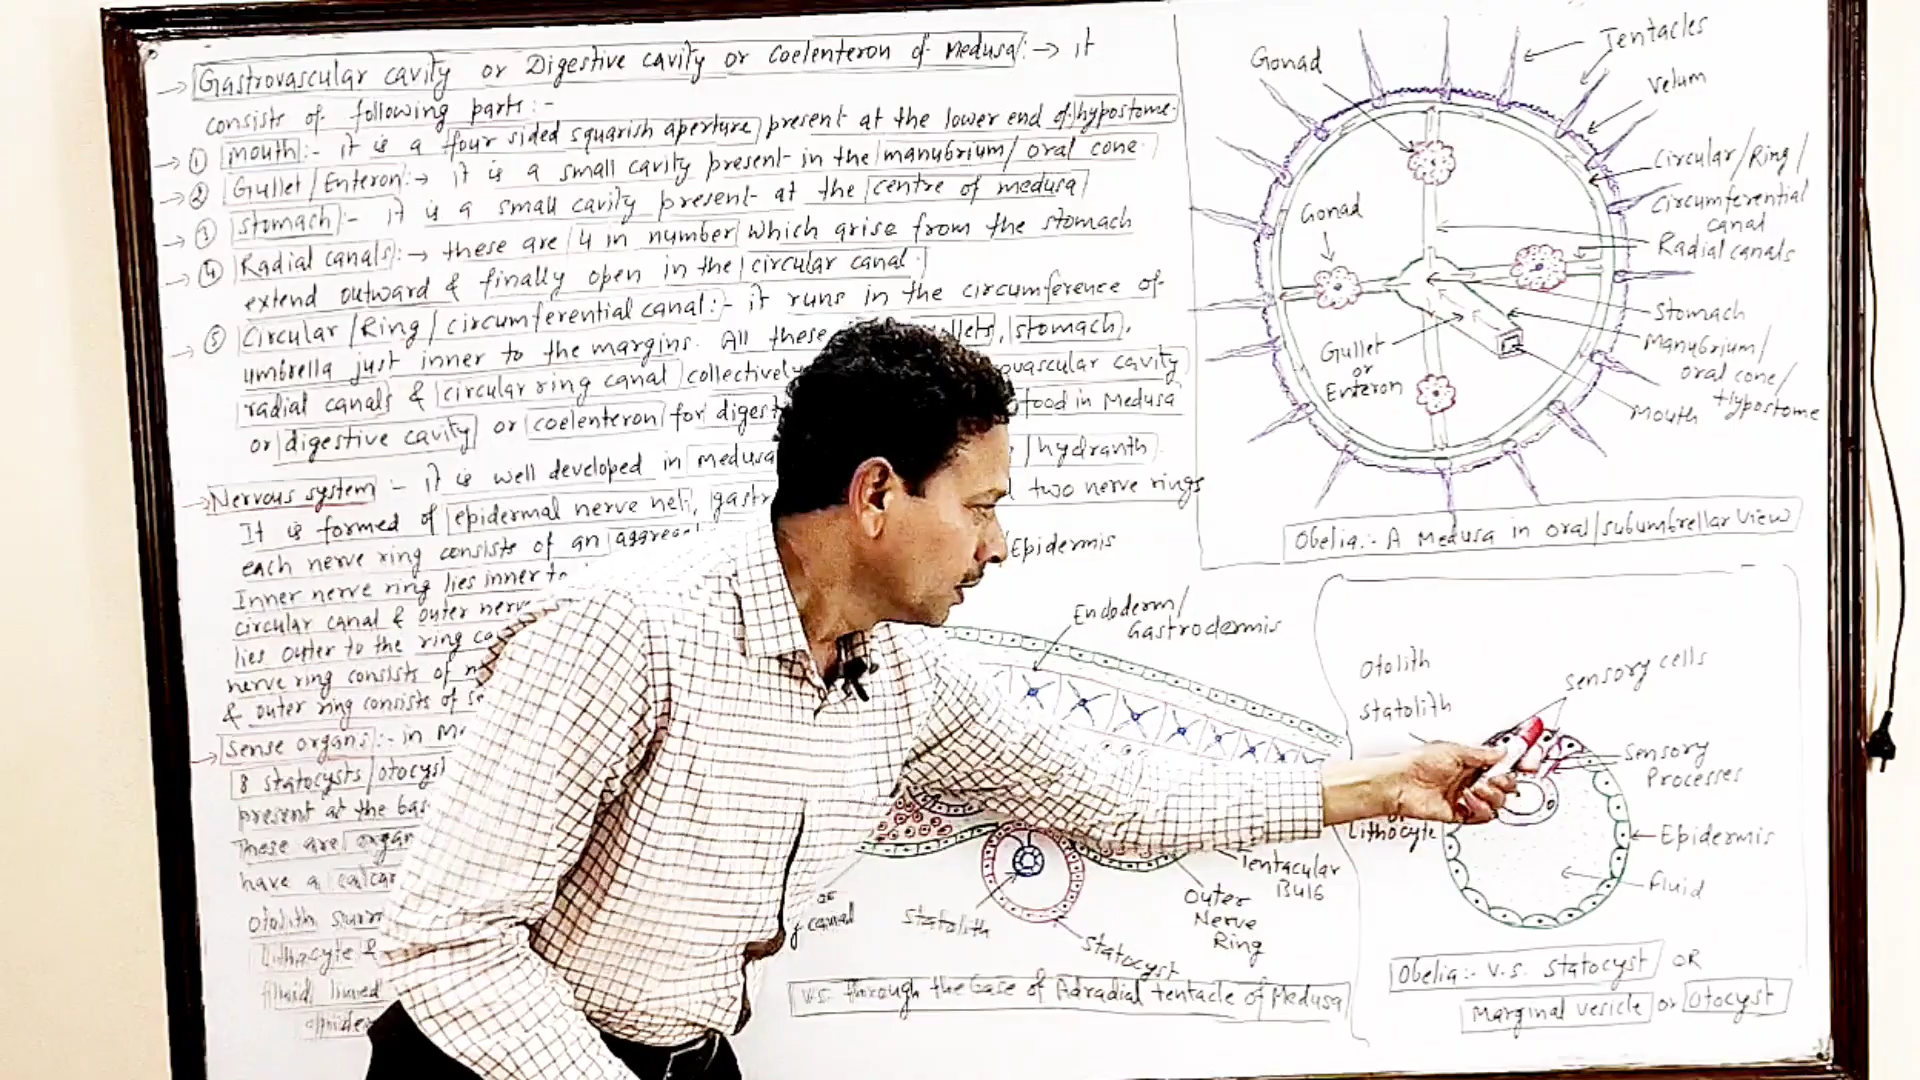 Gastrovascular cavity or Digestive cavity or Coelenteron of Medusa:→ it
consists of following parts:-
① Mouth:- it is a four sided squarish aperture present at the lower end of hypostome
② Gullet/Enteron:→ it is a small cavity present in the manubrium/oral cone
③ Stomach:- it is a small cavity present at the centre of medusa
④ Radial canals:→ these are 4 in number which arise from the stomach
extend outward & finally open in the circular canal.
⑤ Circular/Ring/circumferential canal:- it runs in the circumference of
umbrella just inner to the margins. All these stomach,
radial canals & circular ring canal collectively cavity
or digestive cavity or coelenteron for food in Medusa
Nervous system - it is well developed in medusa hydranth.
It is formed of epidermal nerve net, two nerve rings
each nerve ring consists of an
Inner nerve ring lies inner to
circular canal & outer
lies outer to the ring
nerve ring consists of
& outer ring consists of
Sense organs:- in
8 statocysts/
present at the
These are
have a
otolith
Lithocyte &
fluid lined
Gonad
Tentacles
Velum
Circular/Ring/
Circumferential
canal
Radial canals
Gonad
Stomach
Gullet
or
Enteron
Manubrium/
oral cone/
Hypostome
Mouth
Obelia:- A Medusa in oral/subumbrellar view
Epidermis
Endoderm/
Gastrodermis
Tentacular
Bulb
Outer
Nerve
Ring
Statolith
Statocyst
or
canal
V.S. through the base of Adradial tentacle of Medusa
Otolith
Statolith
Sensory cells
Sensory
Processes
Lithocyte
Epidermis
Fluid
Obelia:- V.S. Statocyst OR
Marginal vesicle or Otocyst